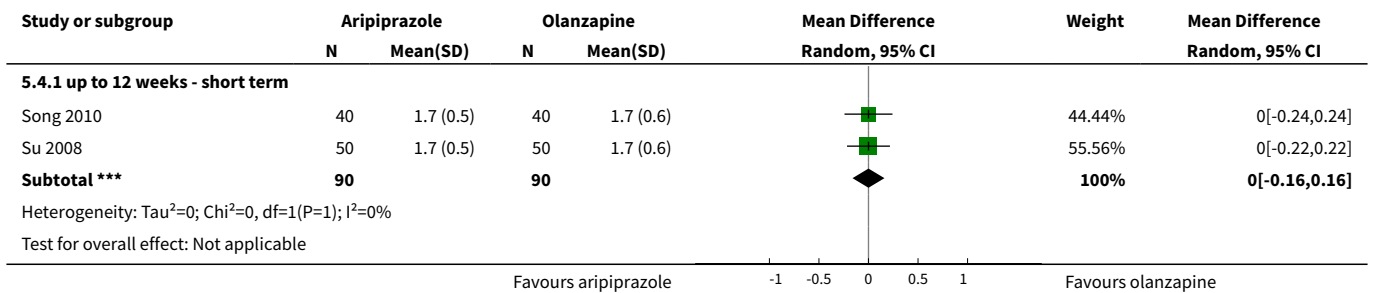 Study or subgroup Aripiprazole Olanzapine Mean Difference Weight Mean Difference
N Mean(SD) N Mean(SD) Random, 95% CI Random, 95% CI
5.4.1 up to 12 weeks - short term
Song 2010 40 1.7 (0.5) 40 1.7 (0.6) 44.44% 0[-0.24,0.24]
Su 2008 50 1.7 (0.5) 50 1.7 (0.6) 55.56% 0[-0.22,0.22]
Subtotal *** 90 90 100% 0[-0.16,0.16]
Heterogeneity: Tau²=0; Chi²=0, df=1(P=1); I²=0%
Test for overall effect: Not applicable
Favours aripiprazole -1 -0.5 0 0.5 1 Favours olanzapine